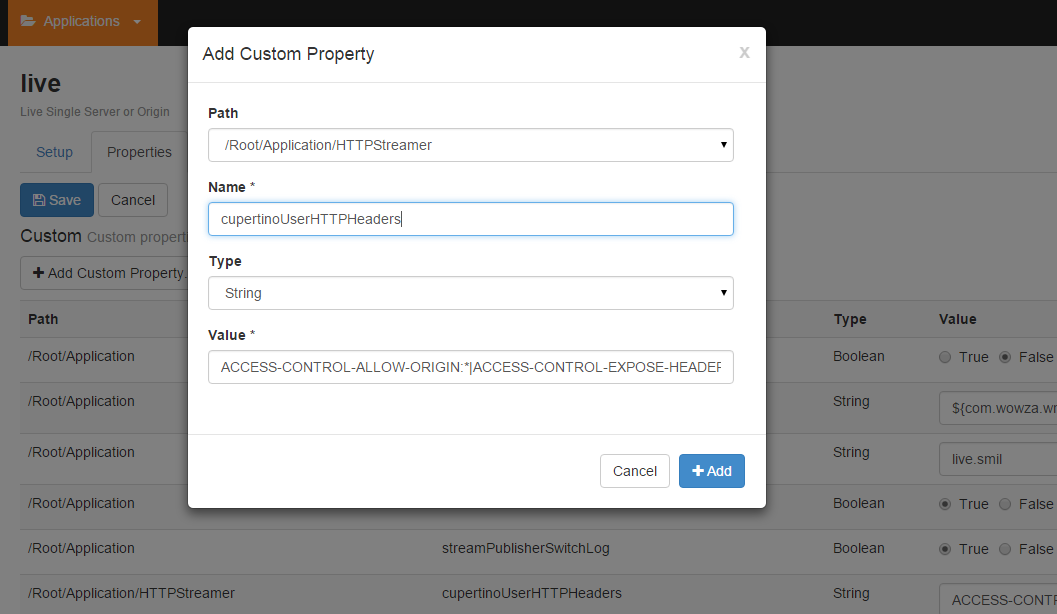 Applications
Add Custom Property
X
live
Live Single Server or Origin
Setup
Properties
Save
Cancel
Custom Custom properti
Add Custom Property.
Path
/Root/Application/HTTPStreamer
Name *
cupertinoUserHTTPHeaders
Type
String
Value *
ACCESS-CONTROL-ALLOW-ORIGIN:*|ACCESS-CONTROL-EXPOSE-HEADER
Cancel
Add
Path Type Value
/Root/Application Boolean True False
/Root/Application String ${com.wowza.wr
/Root/Application String live.smil
/Root/Application Boolean True False
/Root/Application streamPublisherSwitchLog Boolean True False
/Root/Application/HTTPStreamer cupertinoUserHTTPHeaders String ACCESS-CONT